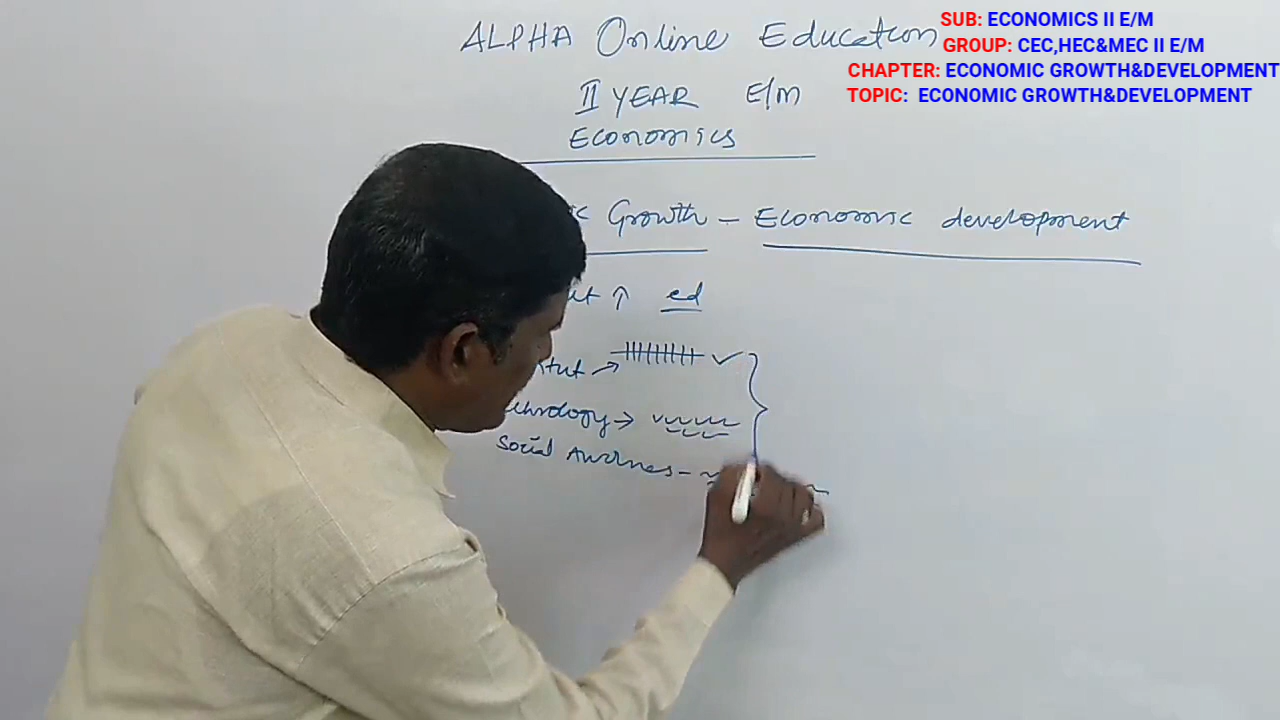 ALPHA Online Education
SUB: ECONOMICS II E/M
GROUP: CEC,HEC&MEC II E/M
CHAPTER: ECONOMIC GROWTH&DEVELOPMENT
TOPIC: ECONOMIC GROWTH&DEVELOPMENT
II YEAR E/M
Economics
Growth - Economic development
↑ ed
→ ✓
→
Social -